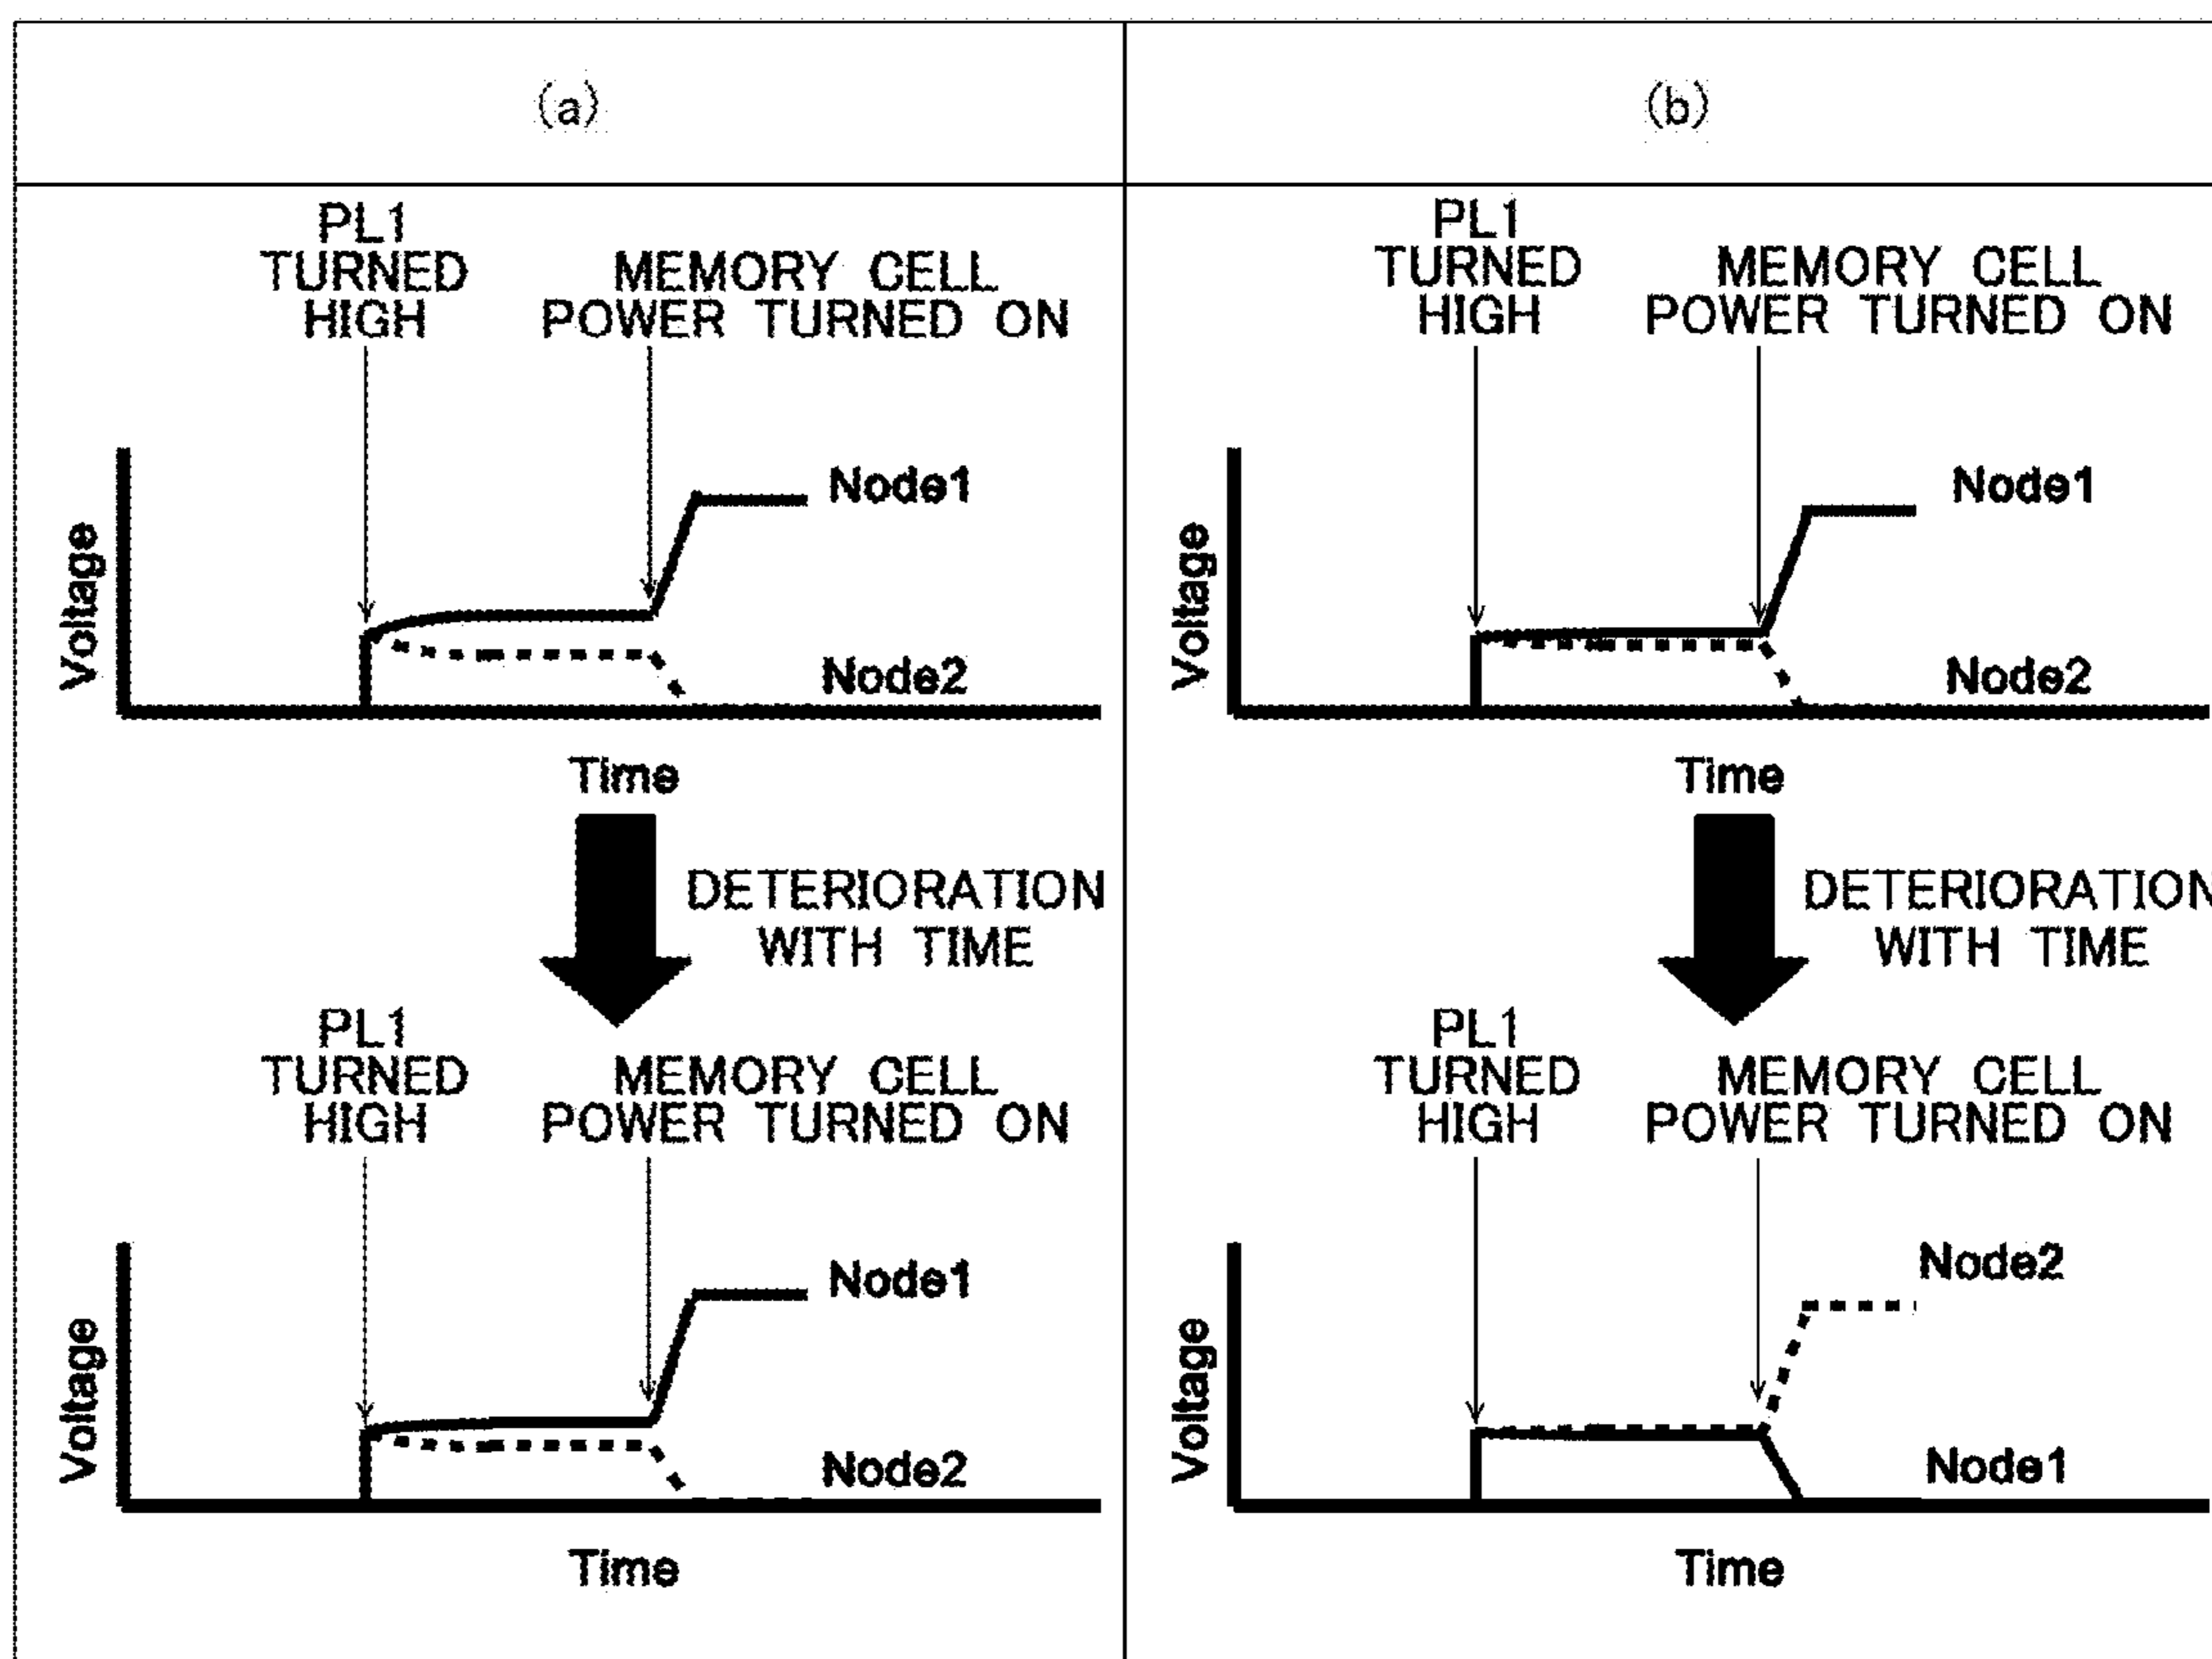 (a)
(b)
PL1
TURNED
HIGH
MEMORY CELL
POWER TURNED ON
Voltage
Node1
Node2
Time
PL1
TURNED
HIGH
MEMORY CELL
POWER TURNED ON
Voltage
Node1
Node2
Time
DETERIORATION
WITH TIME
DETERIORATION
WITH TIME
PL1
TURNED
HIGH
MEMORY CELL
POWER TURNED ON
Voltage
Node1
Node2
Time
PL1
TURNED
HIGH
MEMORY CELL
POWER TURNED ON
Voltage
Node2
Node1
Time